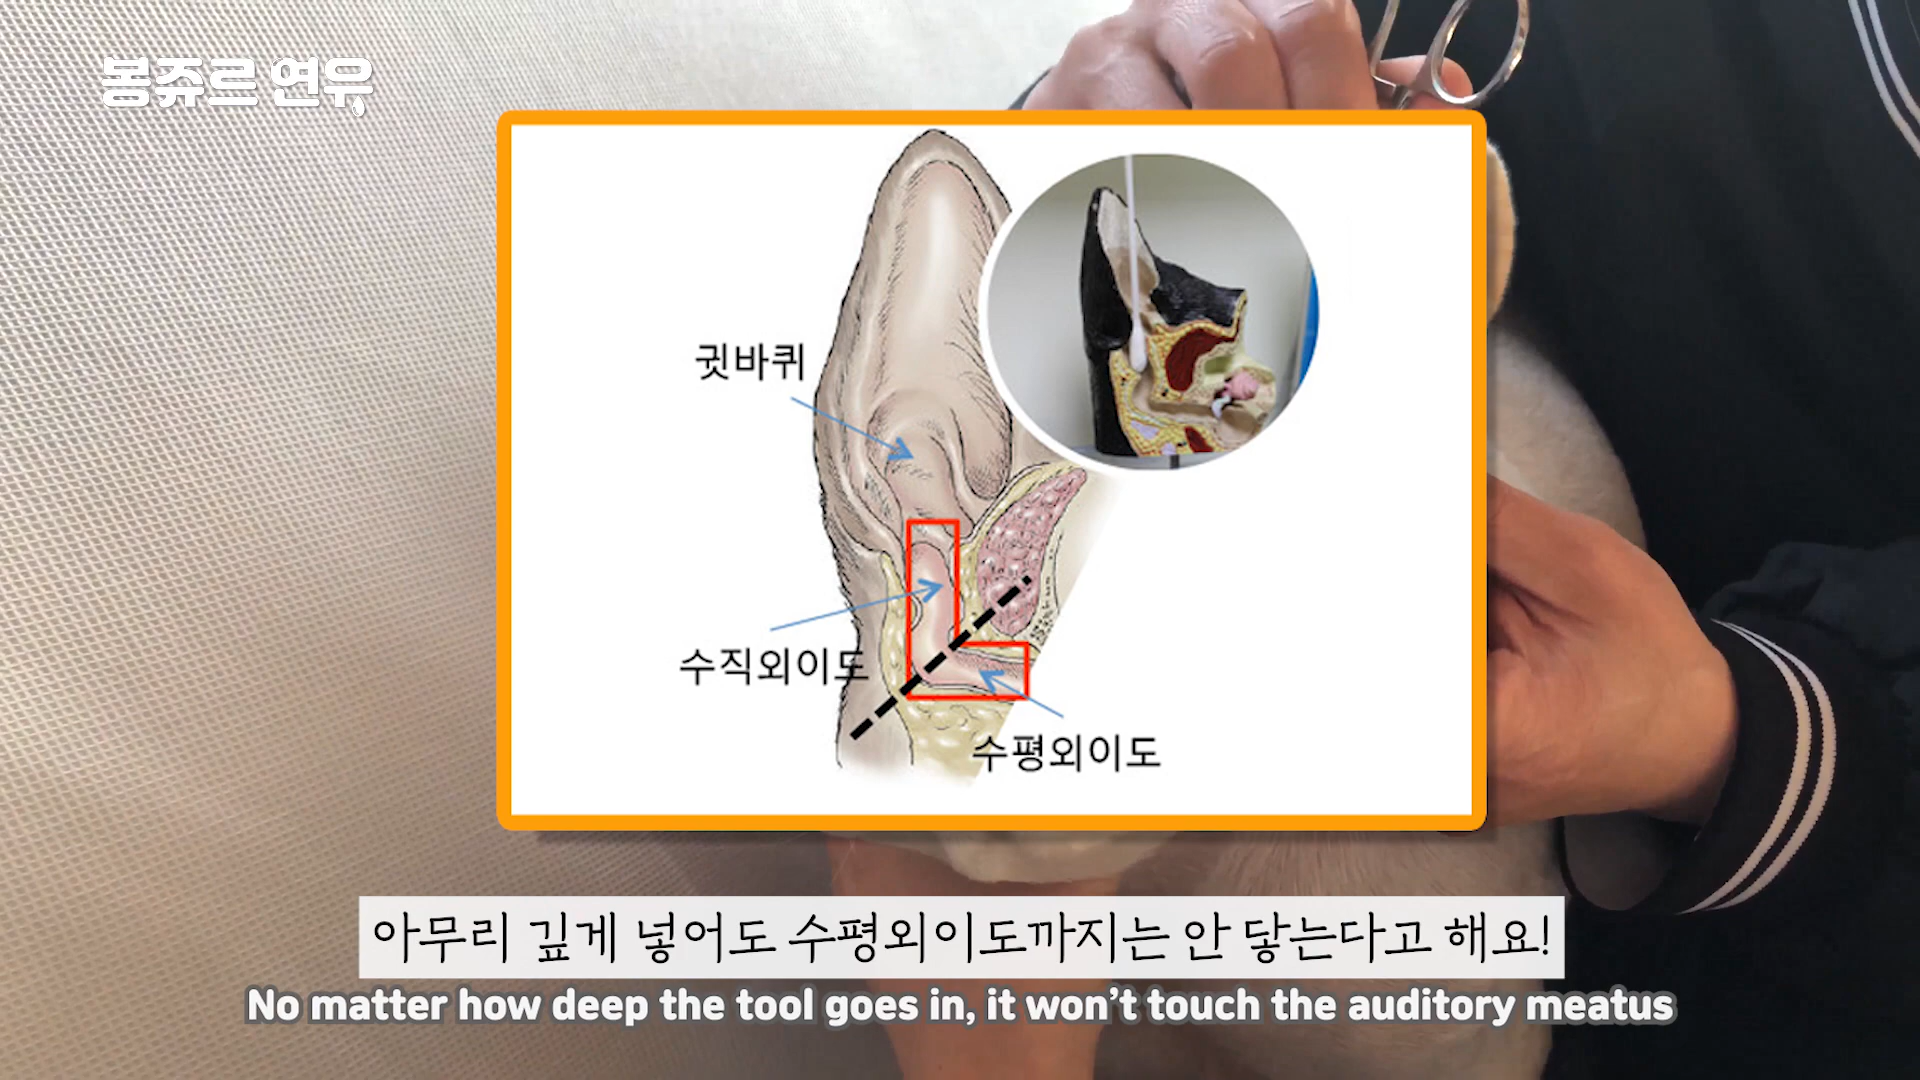 봉쥬르 연우
귓바퀴
수직외이도
수평외이도
아무리 깊게 넣어도 수평외이도까지는 안 닿는다고 해요!
No matter how deep the tool goes in, it won't touch the auditory meatus